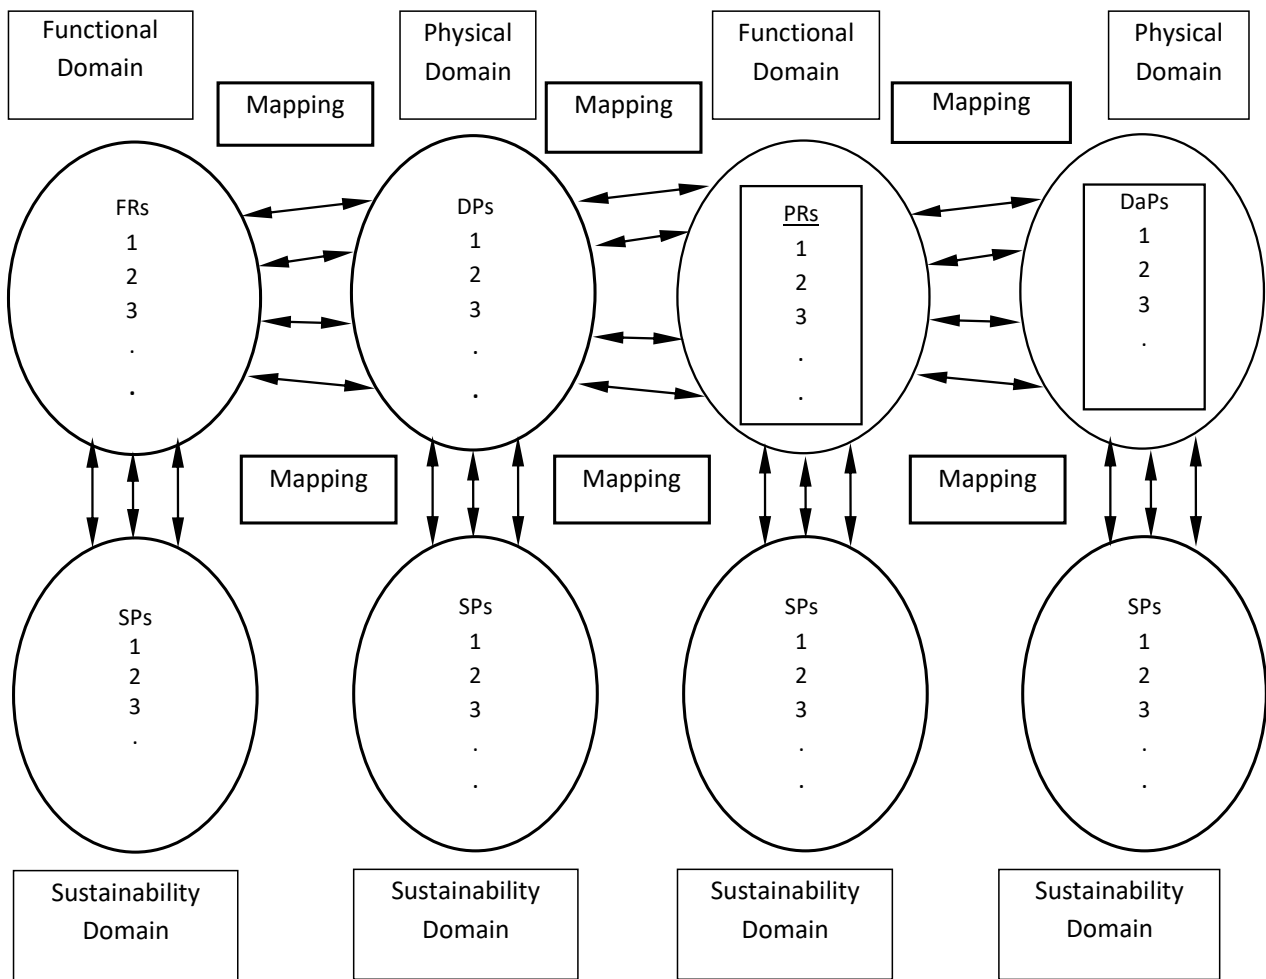 Functional
Domain
Physical
Domain
Functional
Domain
Physical
Domain
Mapping
Mapping
Mapping
FRs
1
2
3
.
.
DPs
1
2
3
.
.
PRs
1
2
3
.
.
DaPs
1
2
3
.
Mapping
Mapping
Mapping
SPs
1
2
3
.
SPs
1
2
3
.
.
SPs
1
2
3
.
.
SPs
1
2
3
.
.
Sustainability
Domain
Sustainability
Domain
Sustainability
Domain
Sustainability
Domain